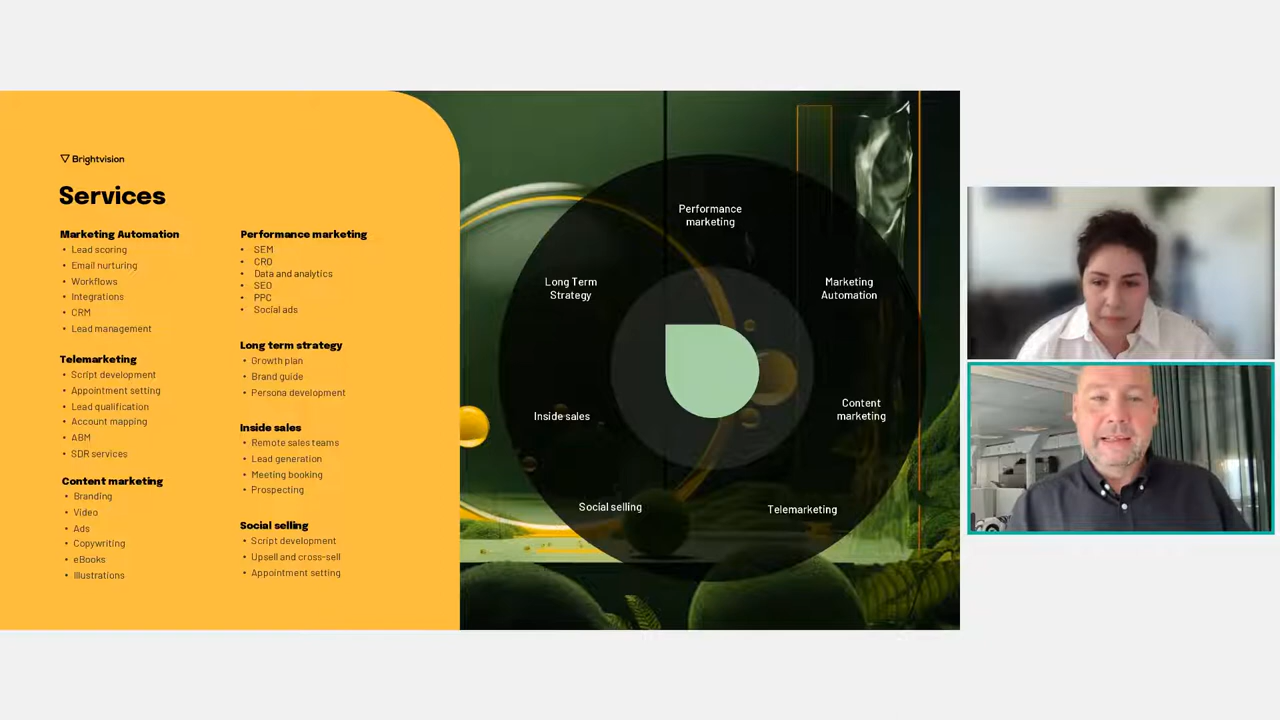 Brightvision
Services
Marketing Automation
• Lead scoring
• Email nurturing
• Workflows
• Integrations
• CRM
• Lead management
Telemarketing
• Script development
• Appointment setting
• Lead qualification
• Account mapping
• ABM
• SDR services
Content marketing
• Branding
• Video
• Ads
• Copywriting
• eBooks
• Illustrations
Performance marketing
• SEM
• CRO
• Data and analytics
• SEO
• PPC
• Social ads
Long term strategy
• Growth plan
• Brand guide
• Persona development
Inside sales
• Remote sales teams
• Lead generation
• Meeting booking
• Prospecting
Social selling
• Script development
• Upsell and cross-sell
• Appointment setting
Performance
marketing
Long Term
Strategy
Marketing
Automation
Inside sales
Content
marketing
Social selling
Telemarketing